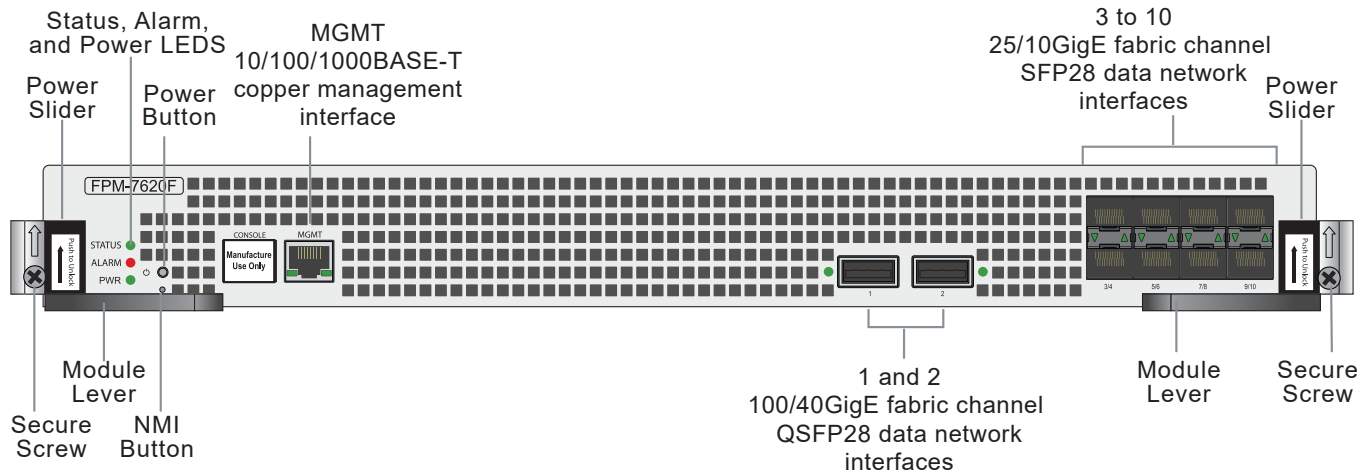 Status, Alarm,
and Power LEDS
MGMT
10/100/1000BASE-T
copper management
interface
3 to 10
25/10GigE fabric channel
SFP28 data network
interfaces
Power
Slider
Power
Button
Power
Slider
FPM-7620F
Push to Unlock
STATUS
ALARM
PWR
CONSOLE
Manufacture
Use Only
MGMT
1
2
3/4
5/6
7/8
9/10
Push to Unlock
Module
Lever
Secure
Screw
NMI
Button
1 and 2
100/40GigE fabric channel
QSFP28 data network
interfaces
Module
Lever
Secure
Screw